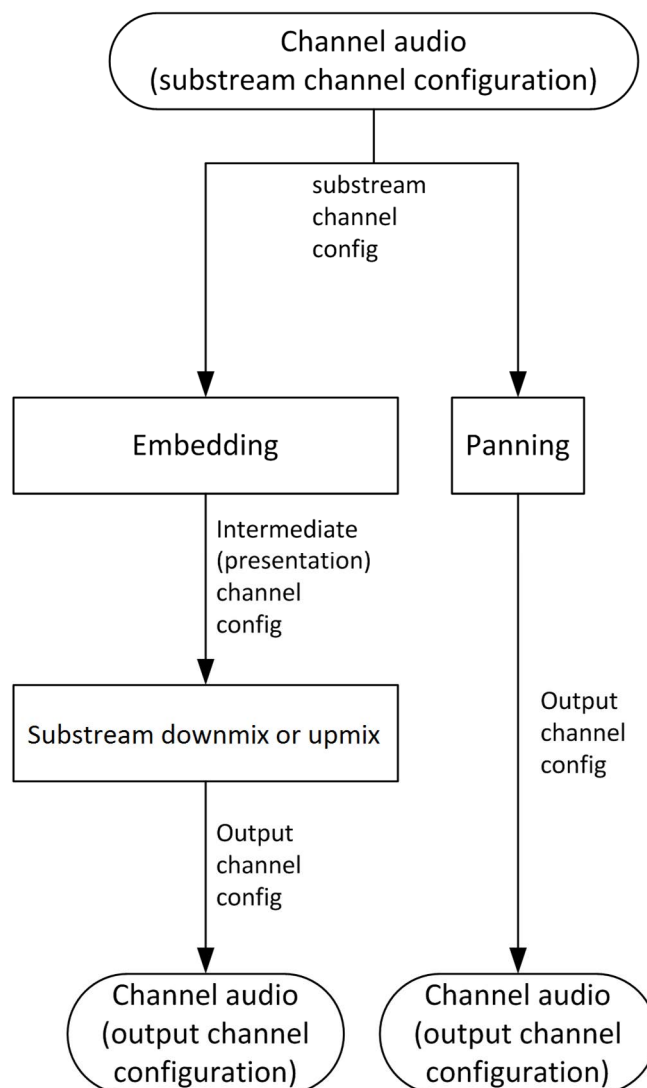 Channel audio
(substream channel configuration)
substream
channel
config
Embedding
Panning
Intermediate
(presentation)
channel
config
Substream downmix or upmix
Output
channel
config
Output
channel
config
Channel audio
(output channel
configuration)
Channel audio
(output channel
configuration)